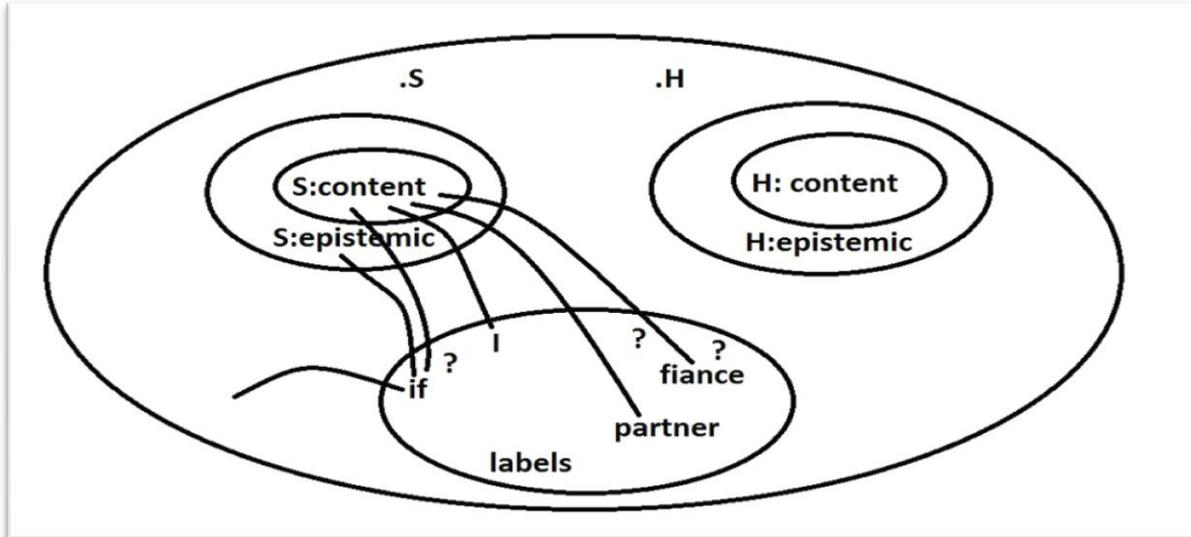 .S .H
S:content H: content
S:epistemic H:epistemic
? I ? ?
if fiance
partner
labels